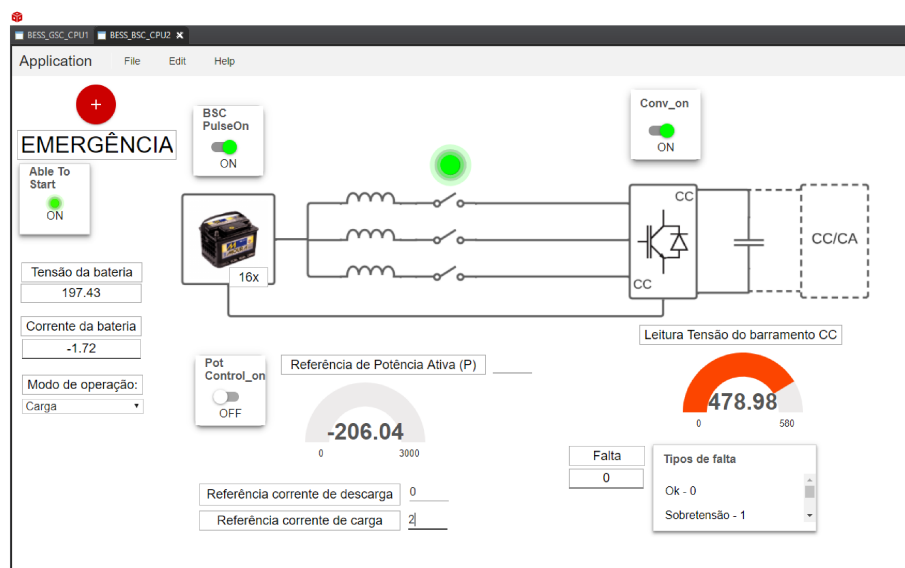 BESS_GSC_CPU1
BESS_BSC_CPU2 X
Application File Edit Help
+
EMERGÊNCIA
Able To
Start
ON
BSC
PulseOn
ON
Conv_on
ON
16x
CC
CC
CC/CA
Tensão da bateria
197.43
Corrente da bateria
-1.72
Modo de operação:
Carga
Pot
Control_on
OFF
Referência de Potência Ativa (P)
-206.04
0 3000
Referência corrente de descarga 0
Referência corrente de carga 2
Leitura Tensão do barramento CC
478.98
0 580
Falta
0
Tipos de falta
Ok - 0
Sobretensão - 1